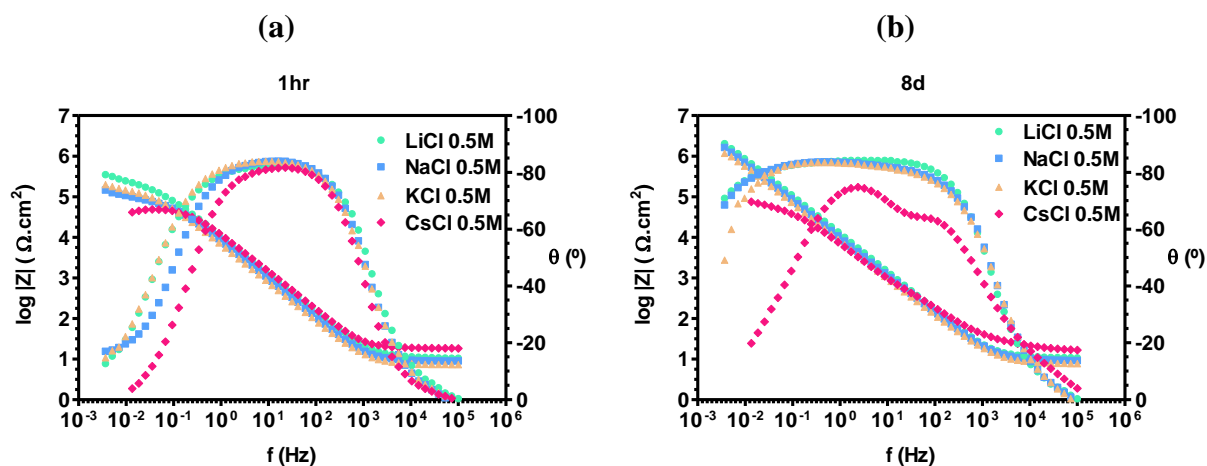 (a)
(b)
1hr
8d
7
6
5
4
3
2
1
0
log |Z| ( Ω.cm²)
-100
-80
-60
-40
-20
0
θ (º)
LiCl 0.5M
NaCl 0.5M
KCl 0.5M
CsCl 0.5M
10⁻³ 10⁻² 10⁻¹ 10⁰ 10¹ 10² 10³ 10⁴ 10⁵ 10⁶
f (Hz)
7
6
5
4
3
2
1
0
log |Z| ( Ω.cm²)
-100
-80
-60
-40
-20
0
θ (º)
LiCl 0.5M
NaCl 0.5M
KCl 0.5M
CsCl 0.5M
10⁻³ 10⁻² 10⁻¹ 10⁰ 10¹ 10² 10³ 10⁴ 10⁵ 10⁶
f (Hz)